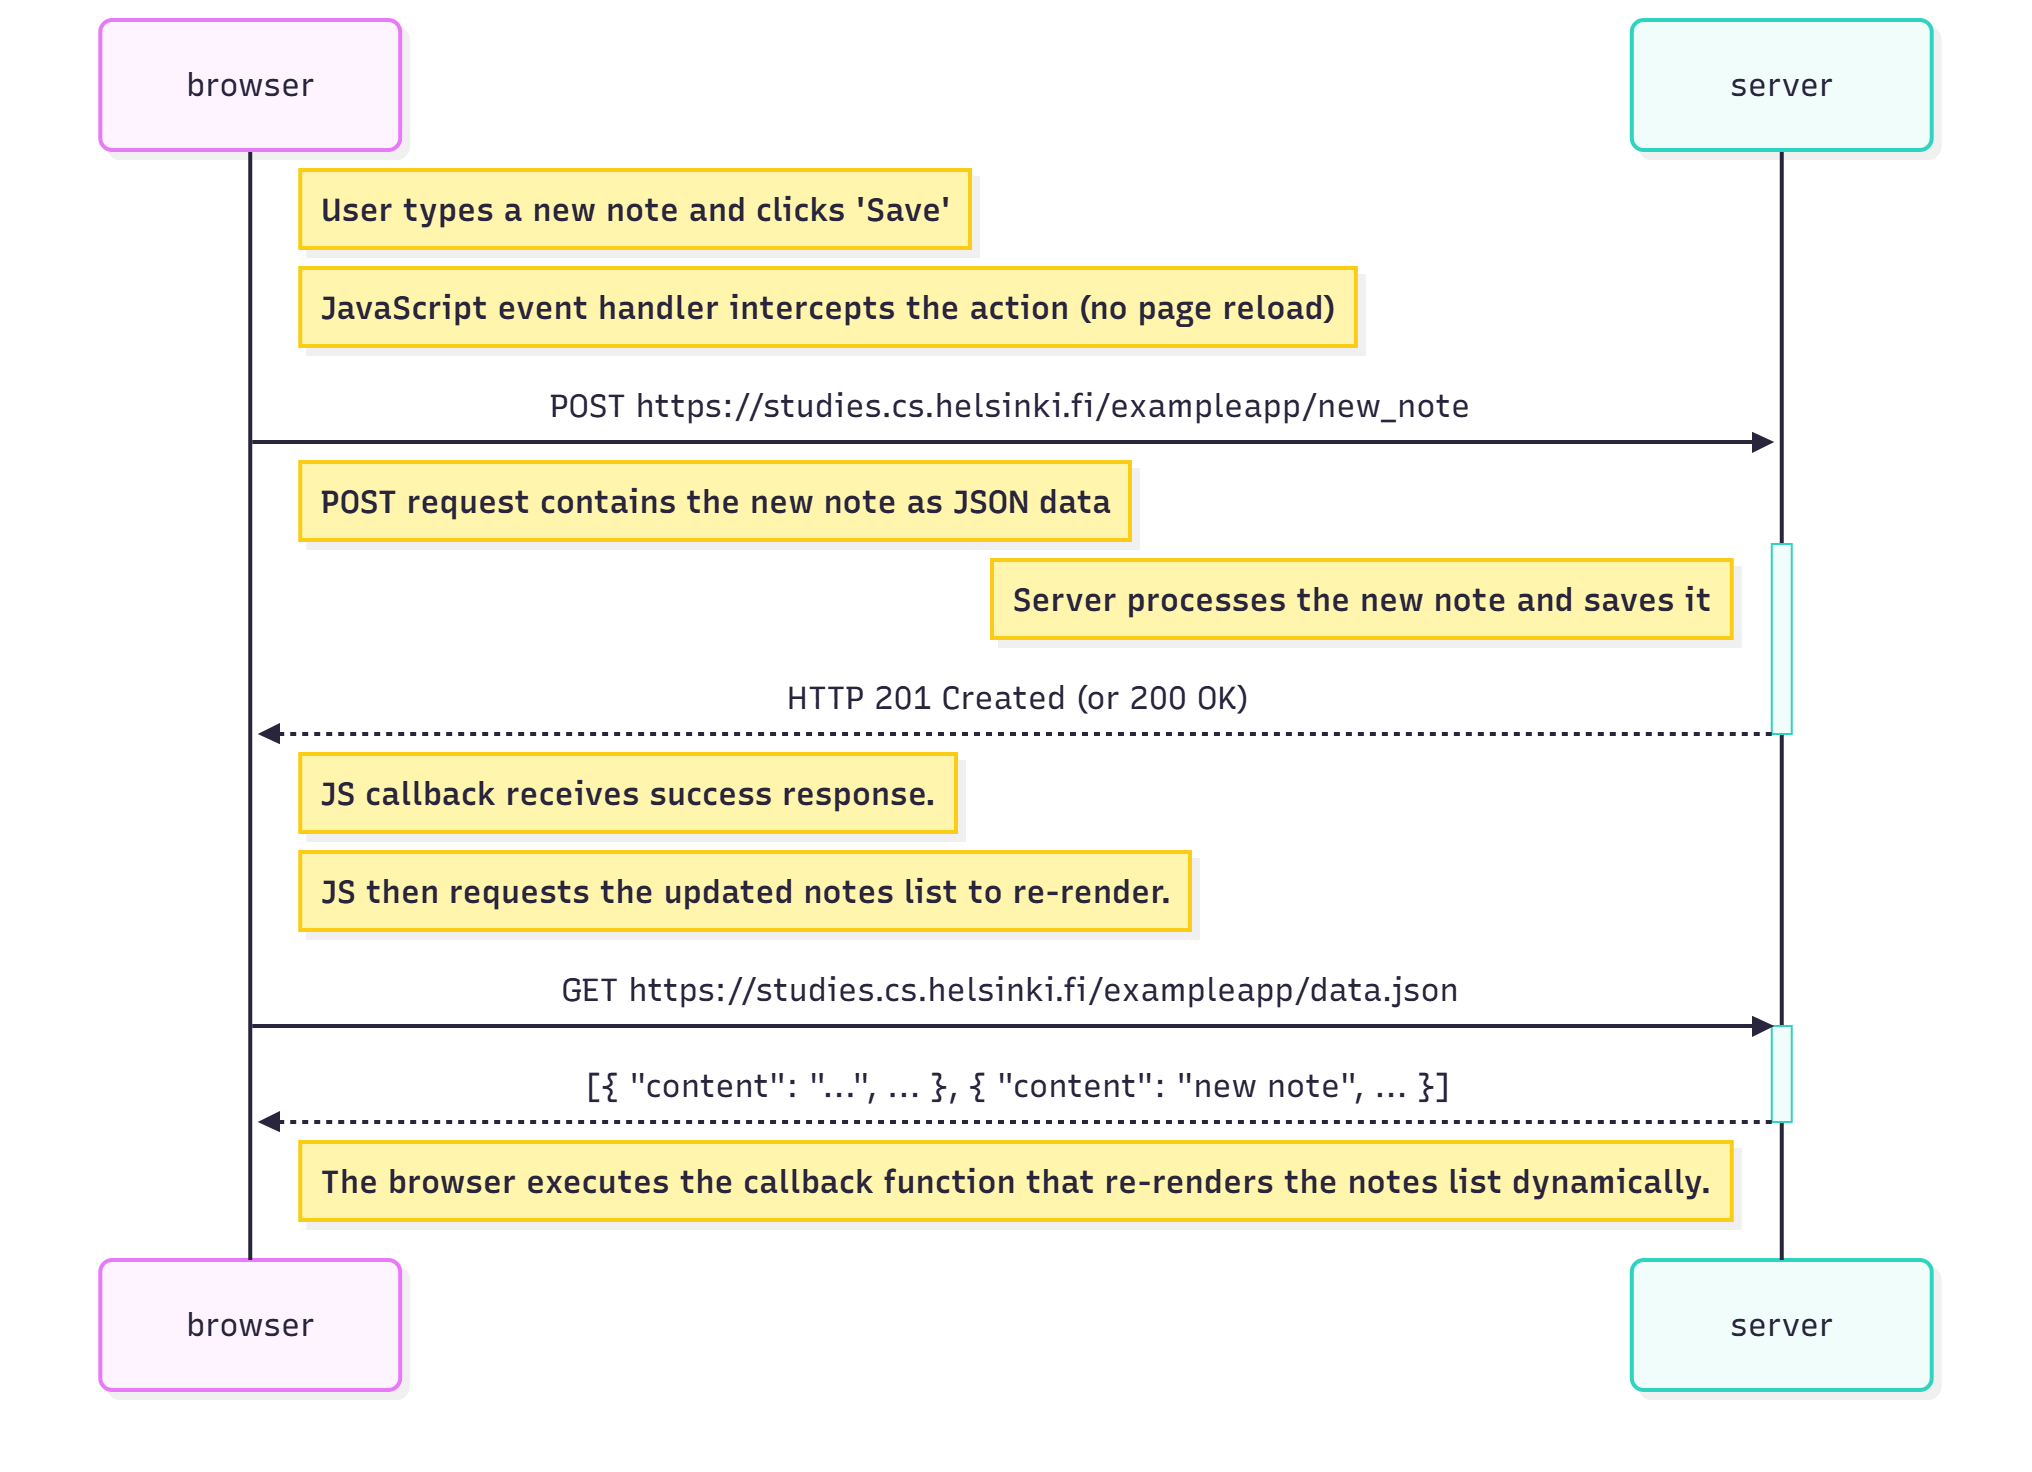 browser
server
User types a new note and clicks 'Save'
JavaScript event handler intercepts the action (no page reload)
POST https://studies.cs.helsinki.fi/exampleapp/new_note
POST request contains the new note as JSON data
Server processes the new note and saves it
HTTP 201 Created (or 200 OK)
JS callback receives success response.
JS then requests the updated notes list to re-render.
GET https://studies.cs.helsinki.fi/exampleapp/data.json
[{ "content": "...", ... }, { "content": "new note", ... }]
The browser executes the callback function that re-renders the notes list dynamically.
browser
server